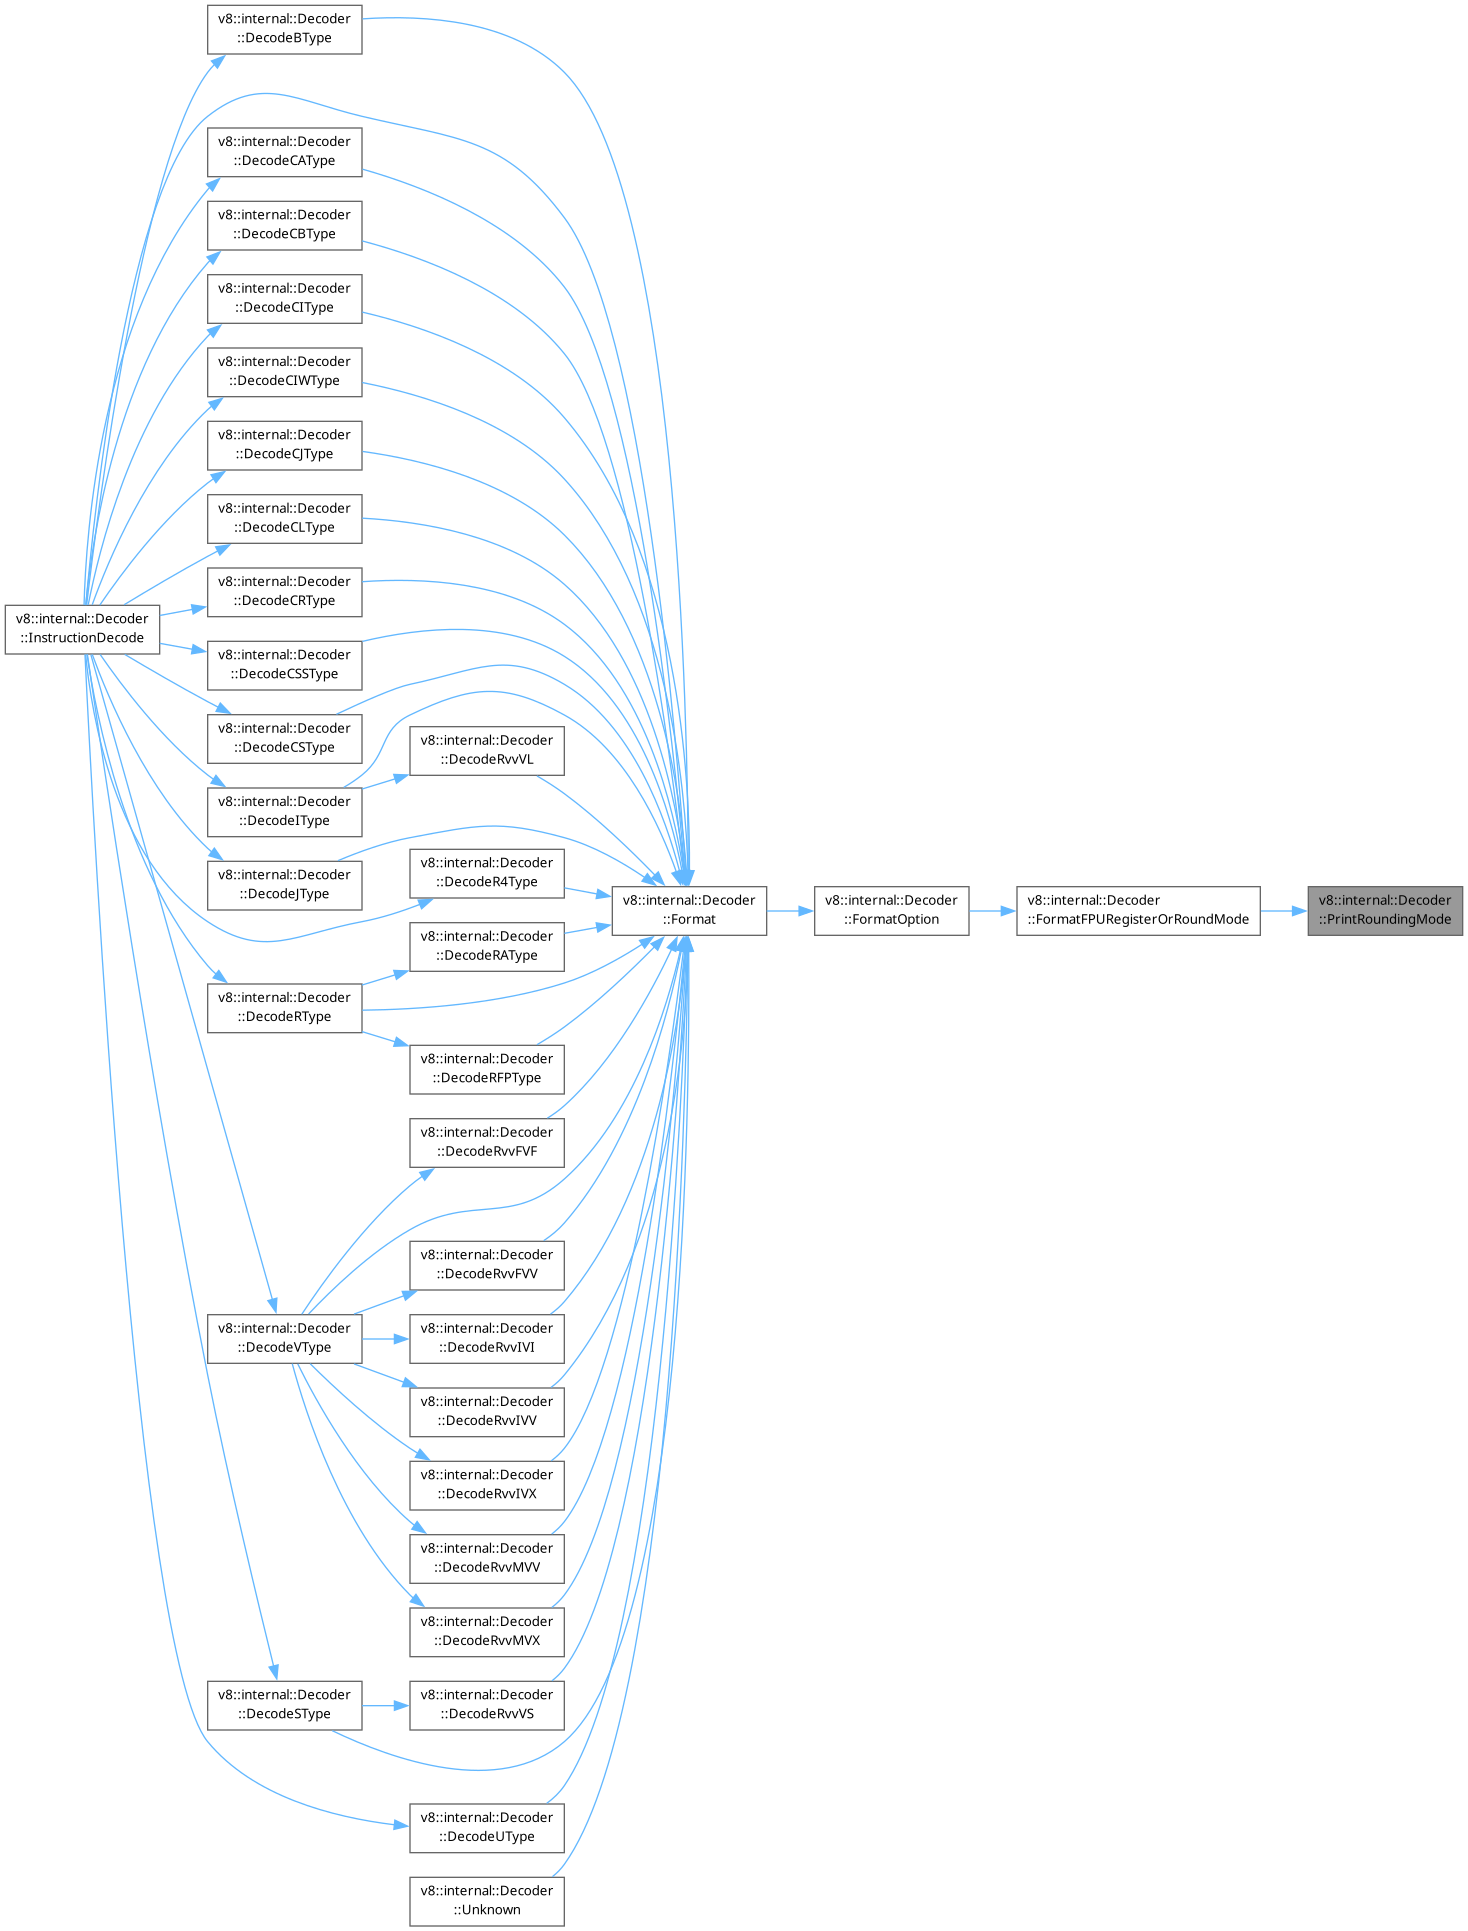 v8::internal::Decoder
::DecodeBType
v8::internal::Decoder
::DecodeCAType
v8::internal::Decoder
::DecodeCBType
v8::internal::Decoder
::DecodeCIType
v8::internal::Decoder
::DecodeCIWType
v8::internal::Decoder
::DecodeCJType
v8::internal::Decoder
::DecodeCLType
v8::internal::Decoder
::DecodeCRType
v8::internal::Decoder
::InstructionDecode
v8::internal::Decoder
::DecodeCSSType
v8::internal::Decoder
::DecodeCSType
v8::internal::Decoder
::DecodeRvvVL
v8::internal::Decoder
::DecodeIType
v8::internal::Decoder
::DecodeR4Type
v8::internal::Decoder
::DecodeJType
v8::internal::Decoder
::Format
v8::internal::Decoder
::FormatOption
v8::internal::Decoder
::FormatFPURegisterOrRoundMode
v8::internal::Decoder
::PrintRoundingMode
v8::internal::Decoder
::DecodeRAType
v8::internal::Decoder
::DecodeRType
v8::internal::Decoder
::DecodeRFPType
v8::internal::Decoder
::DecodeRvvFVF
v8::internal::Decoder
::DecodeRvvFVV
v8::internal::Decoder
::DecodeVType
v8::internal::Decoder
::DecodeRvvIVI
v8::internal::Decoder
::DecodeRvvIVV
v8::internal::Decoder
::DecodeRvvIVX
v8::internal::Decoder
::DecodeRvvMVV
v8::internal::Decoder
::DecodeRvvMVX
v8::internal::Decoder
::DecodeSType
v8::internal::Decoder
::DecodeRvvVS
v8::internal::Decoder
::DecodeUType
v8::internal::Decoder
::Unknown